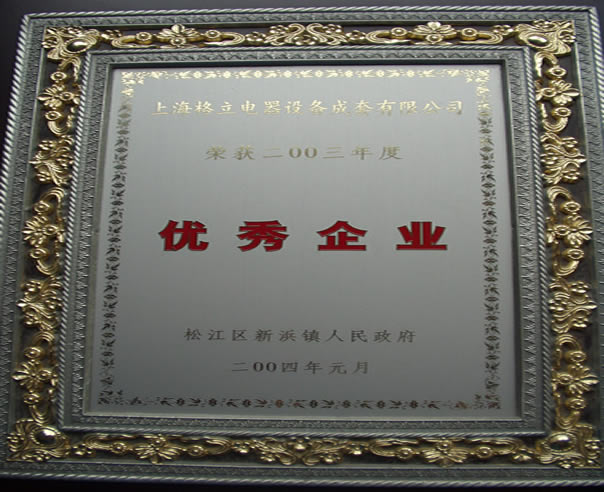 上海格立电器设备成套有限公司
荣获二00三年度
优秀企业
松江区新浜镇人民政府
二00四年元月